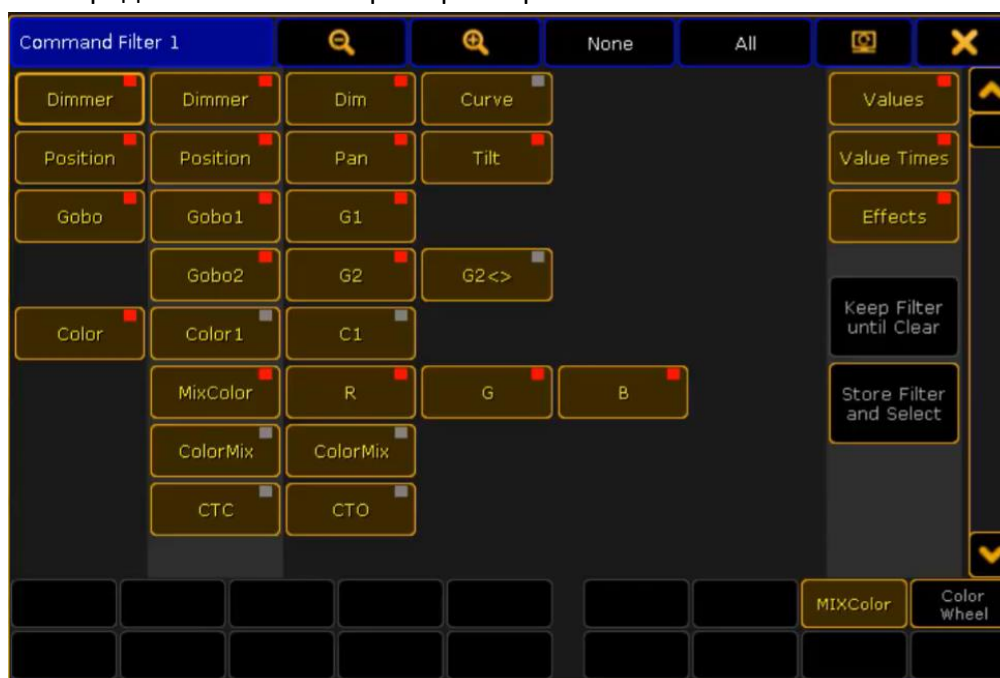 Command Filter 1 None All
Dimmer Dimmer Dim Curve Values
Position Position Pan Tilt Value Times
Gobo Gobo1 G1 Effects
Gobo2 G2 G2<>
Keep Filter
until Clear
Color Color1 C1
MixColor R G B
Store Filter
and Select
ColorMix ColorMix
CTC CTO
MIXColor Color
Wheel